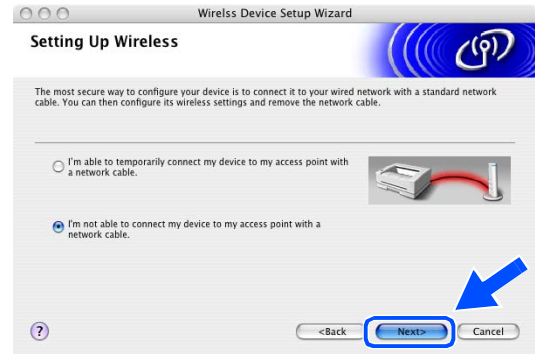 Wirelss Device Setup Wizard
Setting Up Wireless
The most secure way to configure your device is to connect it to your wired network with a standard network
cable. You can then configure its wireless settings and remove the network cable.
I'm able to temporarily connect my device to my access point with
a network cable.
I'm not able to connect my device to my access point with a
network cable.
?
<Back
Next>
Cancel